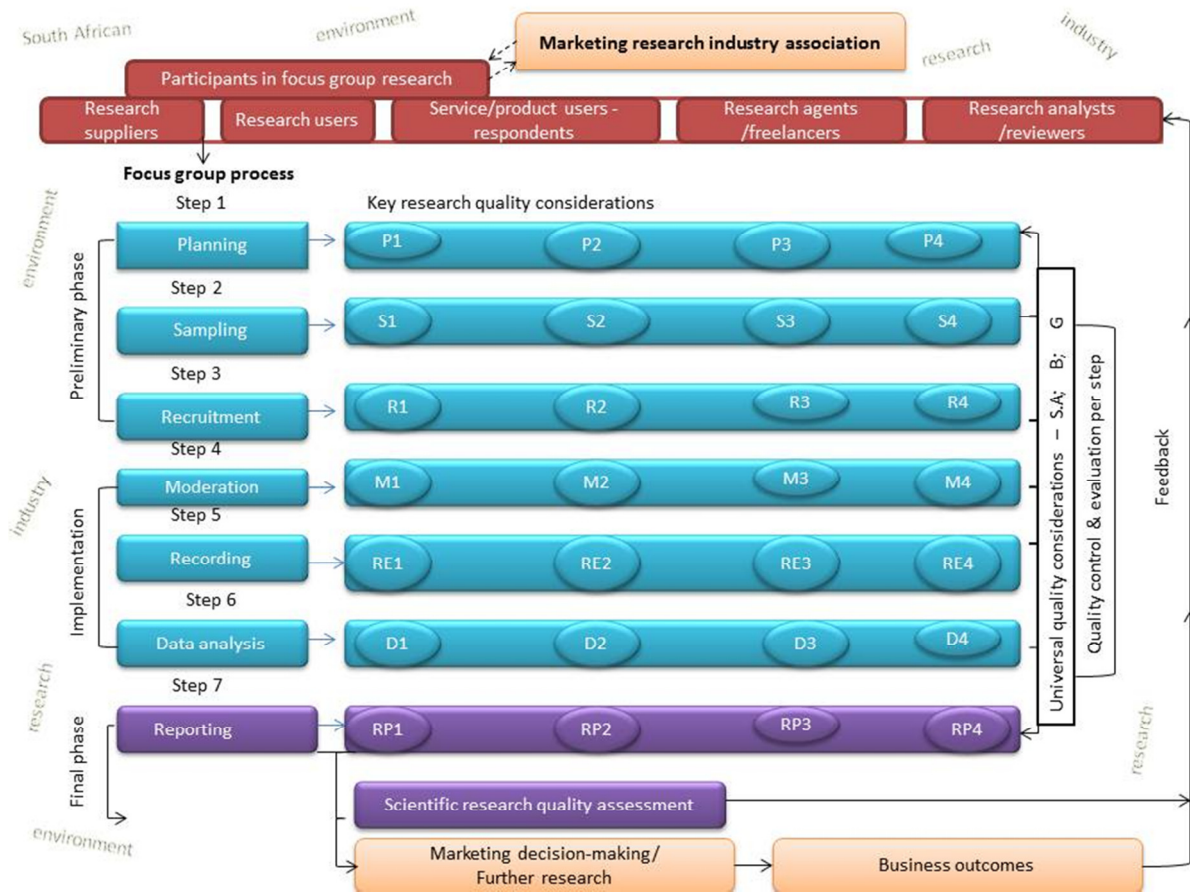 South African
environment
industry
research
Marketing research industry association
Participants in focus group research
Research
suppliers
Research users
Service/product users -
respondents
Research agents
/freelancers
Research analysts
/reviewers
Focus group process
Step 1
Key research quality considerations
Planning
P1
P2
P3
P4
environment
Preliminary phase
Step 2
Sampling
S1
S2
S3
S4
Step 3
Recruitment
R1
R2
R3
R4
Step 4
Moderation
M1
M2
M3
M4
industry
Implementation
Step 5
Recording
RE1
RE2
RE3
RE4
Step 6
Data analysis
D1
D2
D3
D4
Universal quality considerations – S.A; B; G
Quality control & evaluation per step
Feedback
research
Step 7
Final phase
Reporting
RP1
RP2
RP3
RP4
research
Scientific research quality assessment
environment
Marketing decision-making/
Further research
Business outcomes